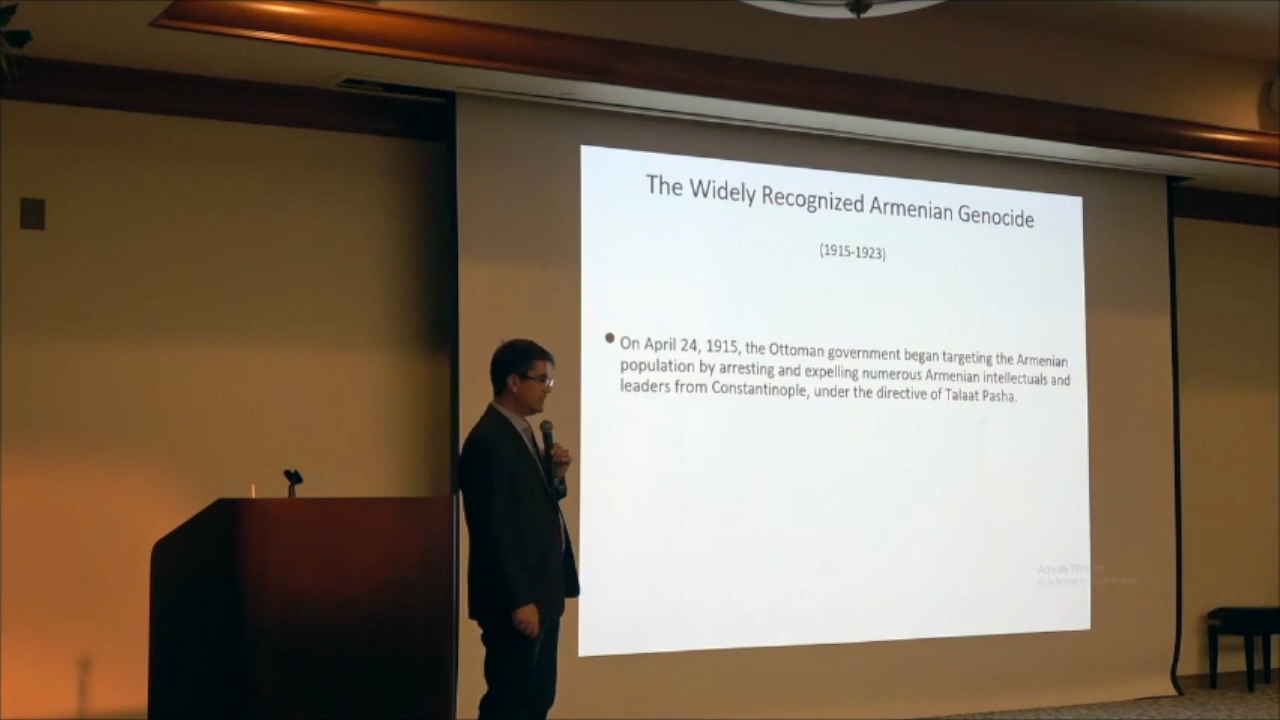 The Widely Recognized Armenian Genocide
(1915-1923)
On April 24, 1915, the Ottoman government began targeting the Armenian
population by arresting and expelling numerous Armenian intellectuals and
leaders from Constantinople, under the directive of Talaat Pasha.